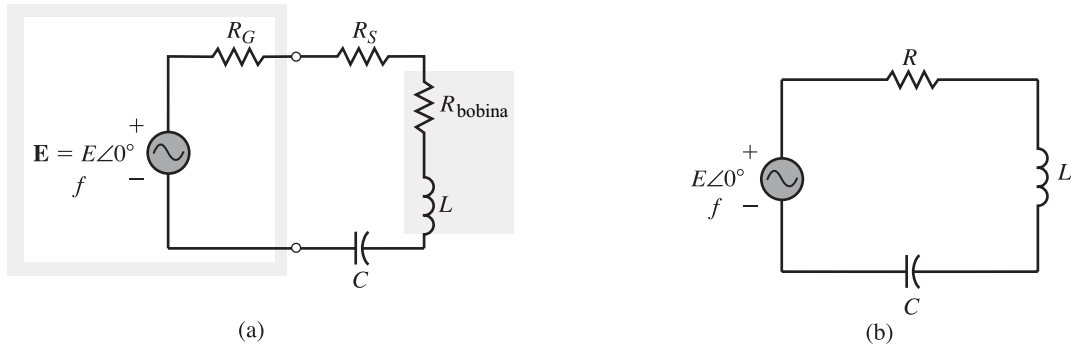 R_G
R_S
R_bobina
+
E = E∠0°
f
−
L
C
(a)
R
+
E∠0°
f
−
L
C
(b)